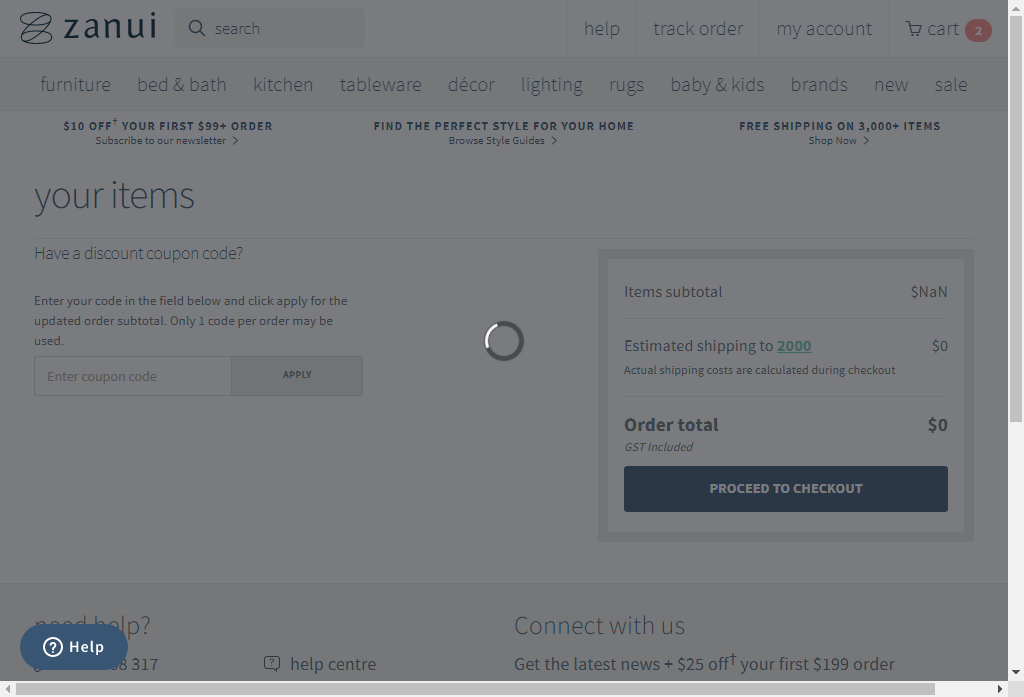 zanui
search
help
track order
my account
cart 2
furniture
bed & bath
kitchen
tableware
décor
lighting
rugs
baby & kids
brands
new
sale
$10 OFF† YOUR FIRST $99+ ORDER
Subscribe to our newsletter >
FIND THE PERFECT STYLE FOR YOUR HOME
Browse Style Guides >
FREE SHIPPING ON 3,000+ ITEMS
Shop Now >
your items
Have a discount coupon code?
Enter your code in the field below and click apply for the
updated order subtotal. Only 1 code per order may be
used.
Enter coupon code
APPLY
Items subtotal $NaN
Estimated shipping to 2000 $0
Actual shipping costs are calculated during checkout
Order total $0
GST Included
PROCEED TO CHECKOUT
need help?
Connect with us
? Help
317
? help centre
Get the latest news + $25 off† your first $199 order